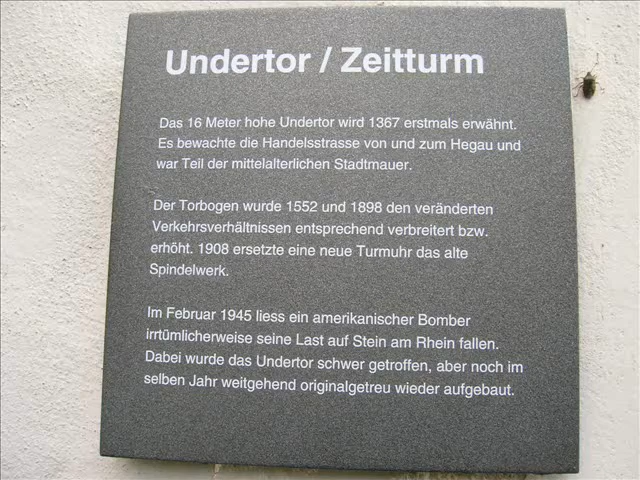 Undertor / Zeitturm
Das 16 Meter hohe Undertor wird 1367 erstmals erwähnt.
Es bewachte die Handelsstrasse von und zum Hegau und
war Teil der mittelalterlichen Stadtmauer.
Der Torbogen wurde 1552 und 1898 den veränderten
Verkehrsverhältnissen entsprechend verbreitert bzw.
erhöht. 1908 ersetzte eine neue Turmuhr das alte
Spindelwerk.
Im Februar 1945 liess ein amerikanischer Bomber
irrtümlicherweise seine Last auf Stein am Rhein fallen.
Dabei wurde das Undertor schwer getroffen, aber noch im
selben Jahr weitgehend originalgetreu wieder aufgebaut.